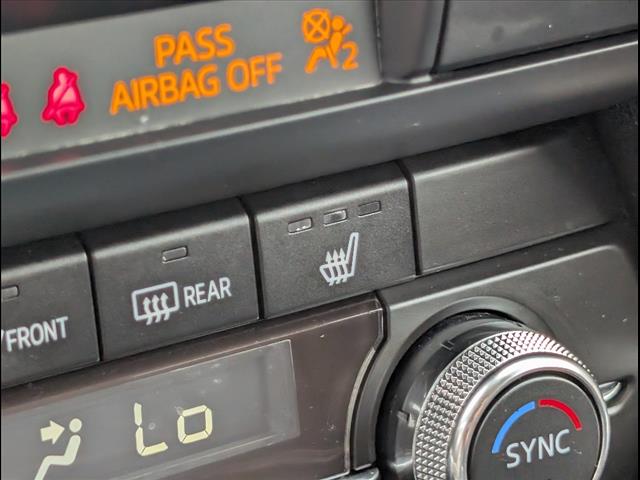 PASS
AIRBAG OFF
2
/FRONT
REAR
Lo
SYNC